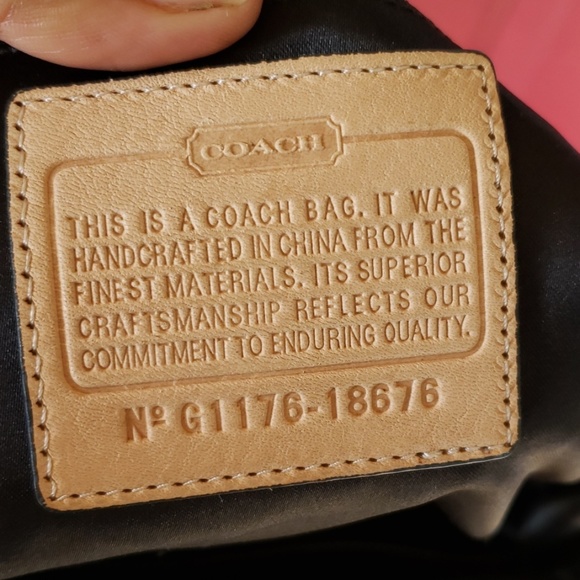 COACH
THIS IS A COACH BAG. IT WAS
HANDCRAFTED IN CHINA FROM THE
FINEST MATERIALS. ITS SUPERIOR
CRAFTSMANSHIP REFLECTS OUR
COMMITMENT TO ENDURING QUALITY.
Nº G1176-18676